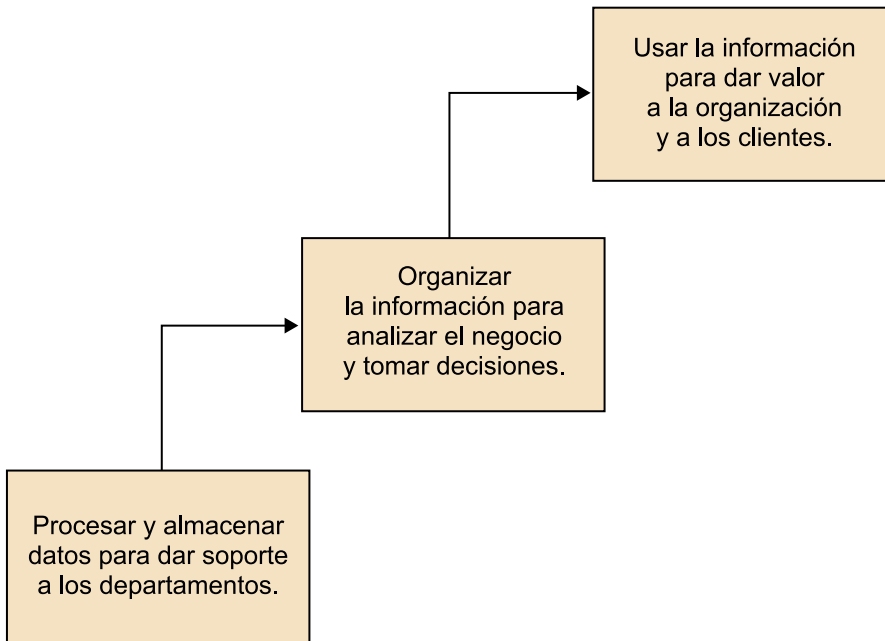 Usar la información
para dar valor
a la organización
y a los clientes.
Organizar
la información para
analizar el negocio
y tomar decisiones.
Procesar y almacenar
datos para dar soporte
a los departamentos.